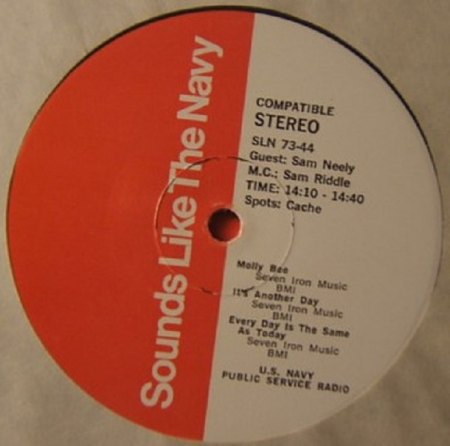 Sounds Like The Navy
COMPATIBLE
STEREO
SLN 73-44
Guest: Sam Neely
M.C.: Sam Riddle
TIME: 14:10 - 14:40
Spots: Cache
Molly Bee
Seven Iron Music
BMI
It's Another Day
Seven Iron Music
BMI
Every Day Is The Same
As Today
Seven Iron Music
BMI
U.S. NAVY
PUBLIC SERVICE RADIO